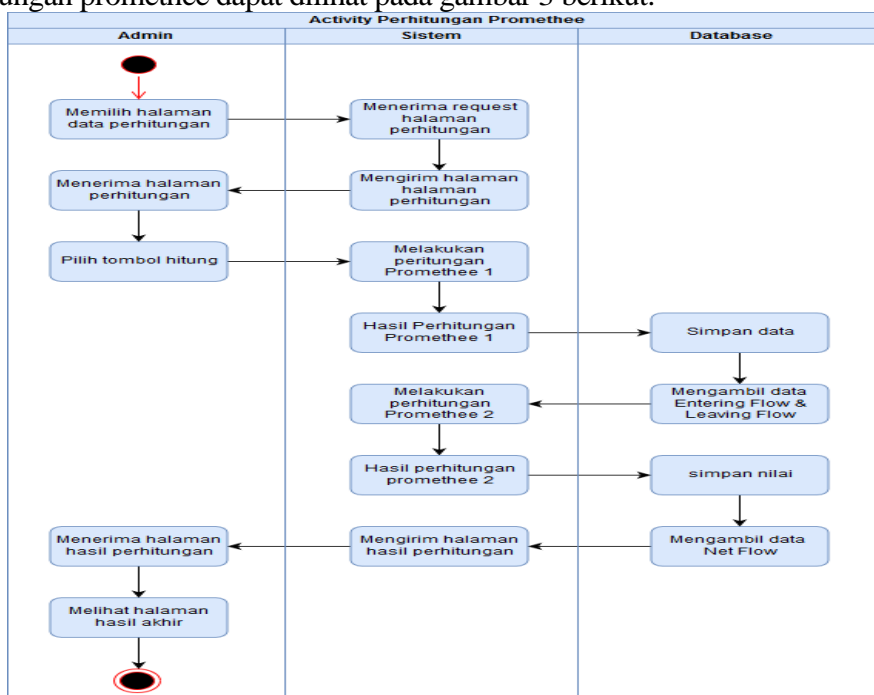 ungan promethee dapat dilihat pada gambar 3 berikut.
Activity Perhitungan Promethee
Admin
Sistem
Database
Memilih halaman
data perhitungan
Menerima request
halaman
perhitungan
Menerima halaman
perhitungan
Mengirim halaman
halaman
perhitungan
Pilih tombol hitung
Melakukan
peritungan
Promethee 1
Hasil Perhitungan
Promethee 1
Simpan data
Melakukan
perhitungan
Promethee 2
Mengambil data
Entering Flow &
Leaving Flow
Hasil perhitungan
promethee 2
simpan nilai
Menerima halaman
hasil perhitungan
Mengirim halaman
hasil perhitungan
Mengambil data
Net Flow
Melihat halaman
hasil akhir